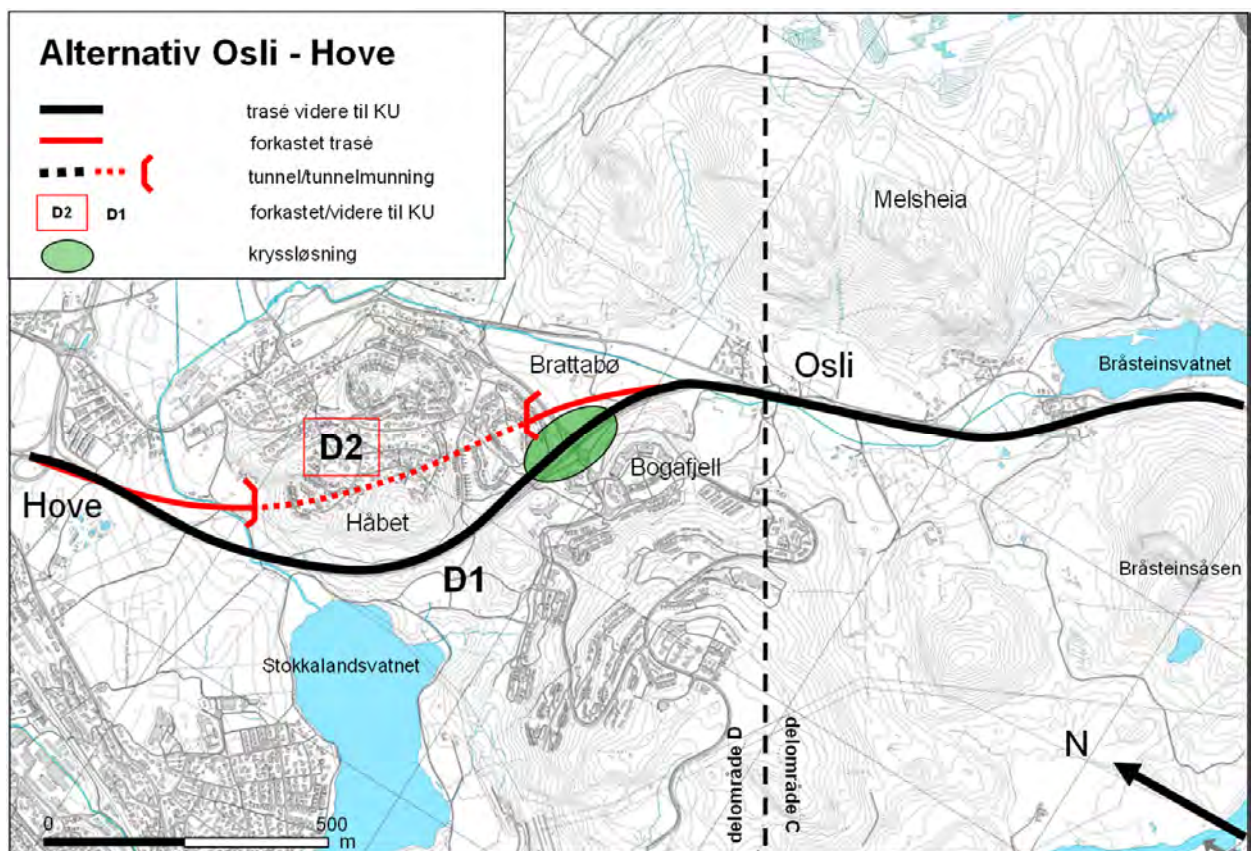 Alternativ Osli - Hove
trasé videre til KU
forkastet trasé
tunnel/tunnelmunning
D2 D1 forkastet/videre til KU
kryssløsning
Melsheia
Brattabø
Osli
Bråsteinsvatnet
D2
Bogafjell
Hove
Håbet
D1
Bråsteinsåsen
Stokkalandsvatnet
delområde D
delområde C
N
0 500
m